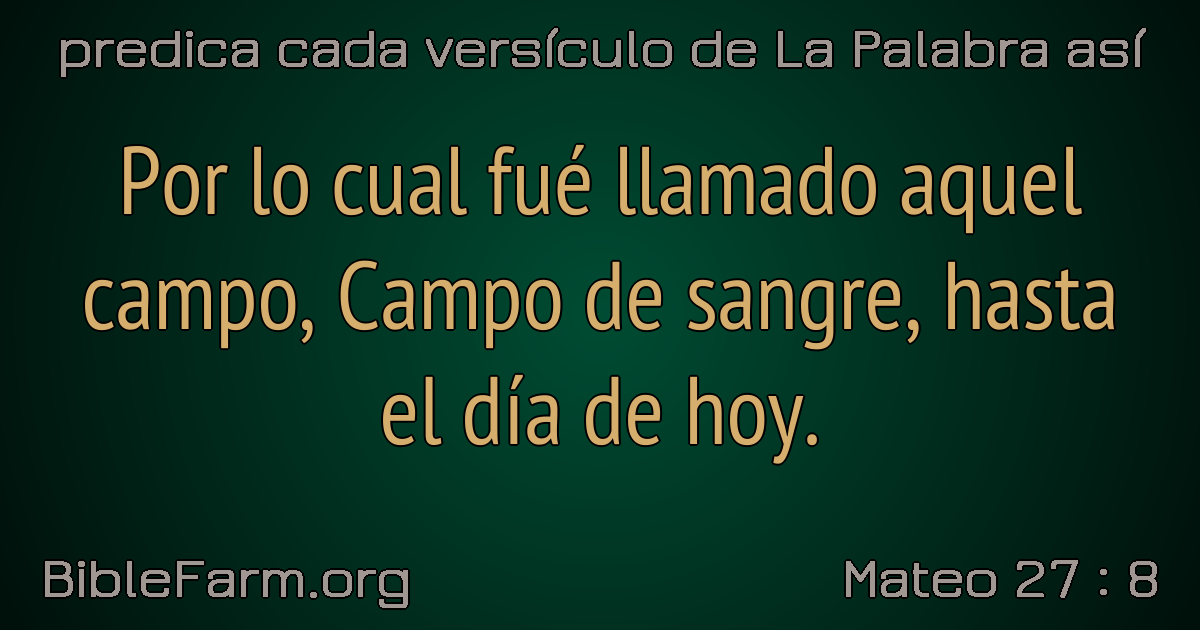 predica cada versículo de La Palabra así
Por lo cual fué llamado aquel
campo, Campo de sangre, hasta
el día de hoy.
BibleFarm.org
Mateo 27 : 8